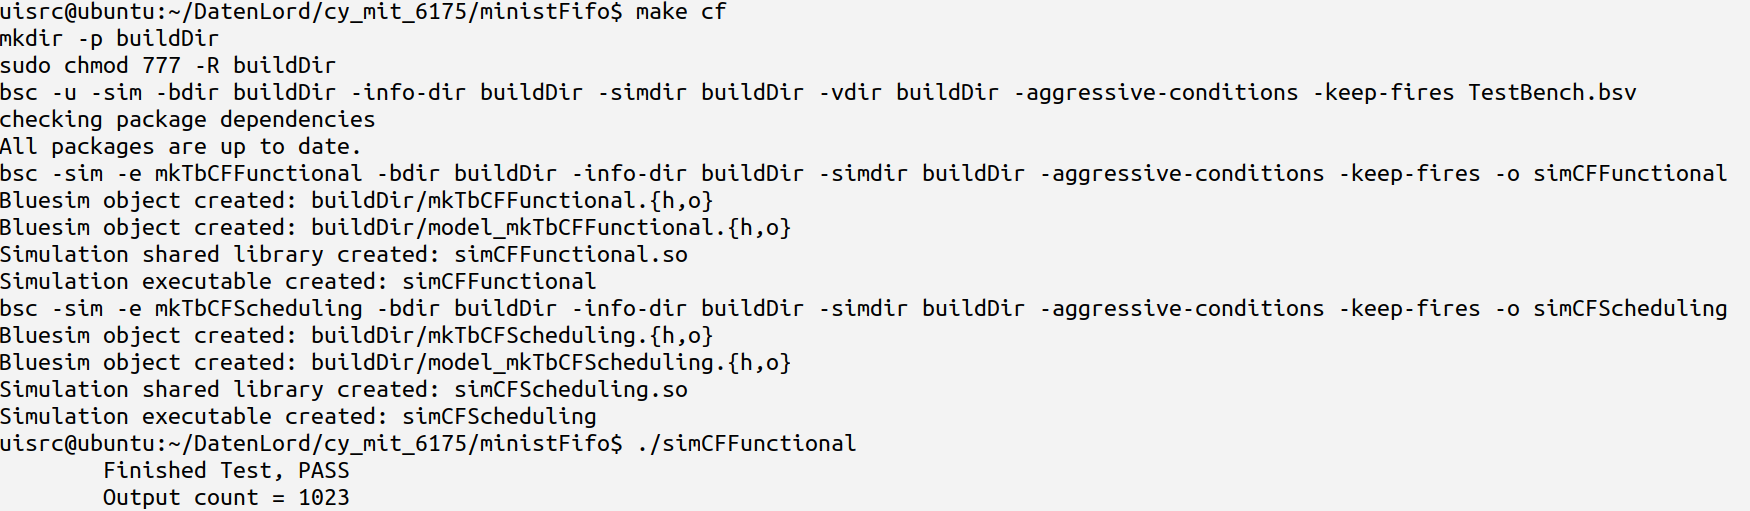 uisrc@ubuntu:~/DatenLord/cy_mit_6175/ministFifo$ make cf
mkdir -p buildDir
sudo chmod 777 -R buildDir
bsc -u -sim -bdir buildDir -info-dir buildDir -simdir buildDir -vdir buildDir -aggressive-conditions -keep-fires TestBench.bsv
checking package dependencies
All packages are up to date.
bsc -sim -e mkTbCFFunctional -bdir buildDir -info-dir buildDir -simdir buildDir -aggressive-conditions -keep-fires -o simCFFunctional
Bluesim object created: buildDir/mkTbCFFunctional.{h,o}
Bluesim object created: buildDir/model_mkTbCFFunctional.{h,o}
Simulation shared library created: simCFFunctional.so
Simulation executable created: simCFFunctional
bsc -sim -e mkTbCFScheduling -bdir buildDir -info-dir buildDir -simdir buildDir -aggressive-conditions -keep-fires -o simCFScheduling
Bluesim object created: buildDir/mkTbCFScheduling.{h,o}
Bluesim object created: buildDir/model_mkTbCFScheduling.{h,o}
Simulation shared library created: simCFScheduling.so
Simulation executable created: simCFScheduling
uisrc@ubuntu:~/DatenLord/cy_mit_6175/ministFifo$ ./simCFFunctional
        Finished Test, PASS
        Output count = 1023